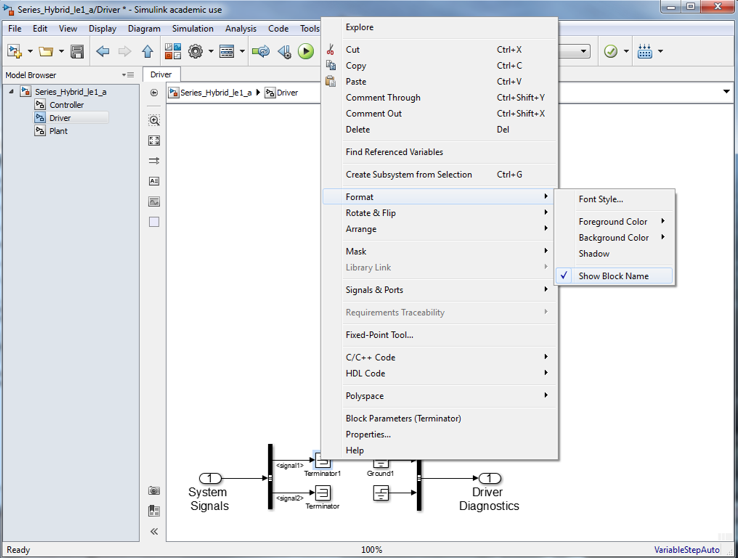 Series_Hybrid_le1_a/Driver * - Simulink academic use
File Edit View Display Diagram Simulation Analysis Code Tools
Model Browser
Driver
Series_Hybrid_le1_a
Controller
Driver
Plant
Series_Hybrid_le1_a Driver
Explore
Cut Ctrl+X
Copy Ctrl+C
Paste Ctrl+V
Comment Through Ctrl+Shift+Y
Comment Out Ctrl+Shift+X
Delete Del
Find Referenced Variables
Create Subsystem from Selection Ctrl+G
Format
Rotate & Flip
Arrange
Mask
Library Link
Signals & Ports
Requirements Traceability
Fixed-Point Tool...
C/C++ Code
HDL Code
Polyspace
Block Parameters (Terminator)
Properties...
Help
Font Style...
Foreground Color
Background Color
Shadow
Show Block Name
1
System
Signals
<signal1>
<signal2>
Terminator1
Terminator
Ground1
1
Driver
Diagnostics
Ready 100% VariableStepAuto